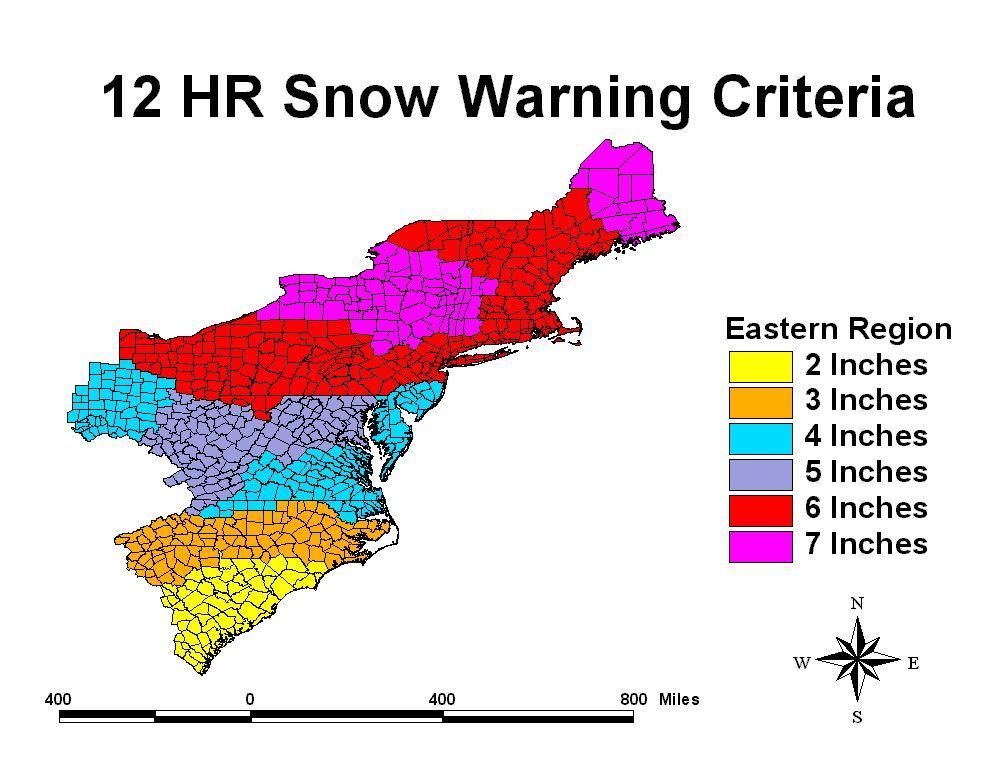 12 HR Snow Warning Criteria
Eastern Region
2 Inches
3 Inches
4 Inches
5 Inches
6 Inches
7 Inches
N
W E
S
400 0 400 800 Miles